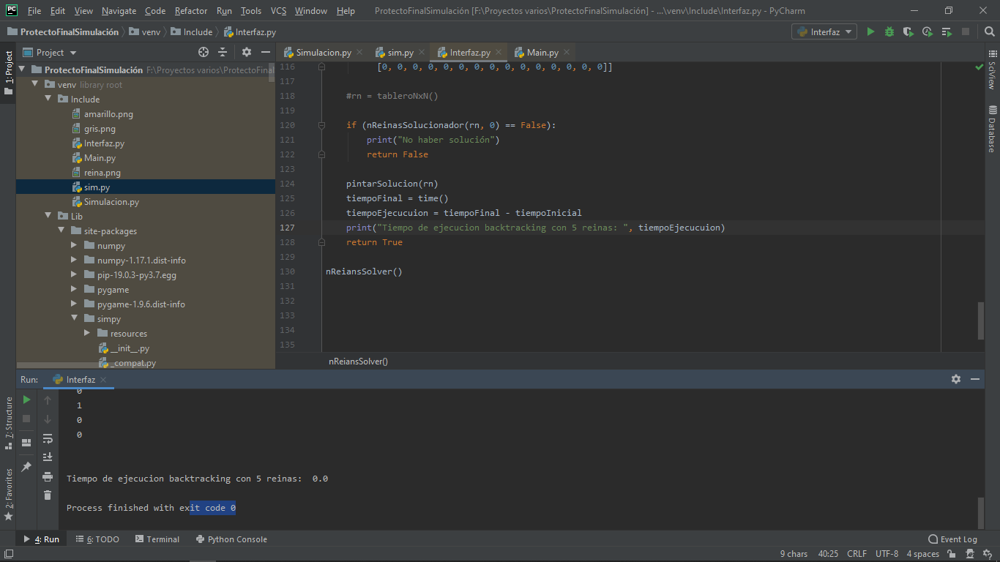 PC File Edit View Navigate Code Refactor Run Tools VCS Window Help ProtectoFinalSimulación [F:\Proyectos varios\ProtectoFinalSimulación] - ...\venv\Include\Interfaz.py - PyCharm
ProtectoFinalSimulación venv Include Interfaz.py Interfaz
Project
Simulacion.py sim.py Interfaz.py Main.py
1: Project
7: Structure
2: Favorites
ProtectoFinalSimulación F:\Proyectos varios\ProtectoFinal
venv library root
Include
amarillo.png
gris.png
Interfaz.py
Main.py
reina.png
sim.py
Simulacion.py
Lib
site-packages
numpy
numpy-1.17.1.dist-info
pip-19.0.3-py3.7.egg
pygame
pygame-1.9.6.dist-info
simpy
resources
__init__.py
_compat.py
116 [0, 0, 0, 0, 0, 0, 0, 0, 0, 0, 0, 0, 0, 0, 0]]
117
118 #rn = tableroNxN()
119
120 if (nReinasSolucionador(rn, 0) == False):
121 print("No haber solución")
122 return False
123
124 pintarSolucion(rn)
125 tiempoFinal = time()
126 tiempoEjecucuion = tiempoFinal - tiempoInicial
127 print("Tiempo de ejecucion backtracking con 5 reinas: ", tiempoEjecucuion)
128 return True
129
130 nReiansSolver()
131
132
133
134
135
nReiansSolver()
SciView
Database
Run: Interfaz
0
1
0
0
Tiempo de ejecucion backtracking con 5 reinas:  0.0
Process finished with exit code 0
4: Run 6: TODO Terminal Python Console Event Log
9 chars 40:25 CRLF UTF-8 4 spaces